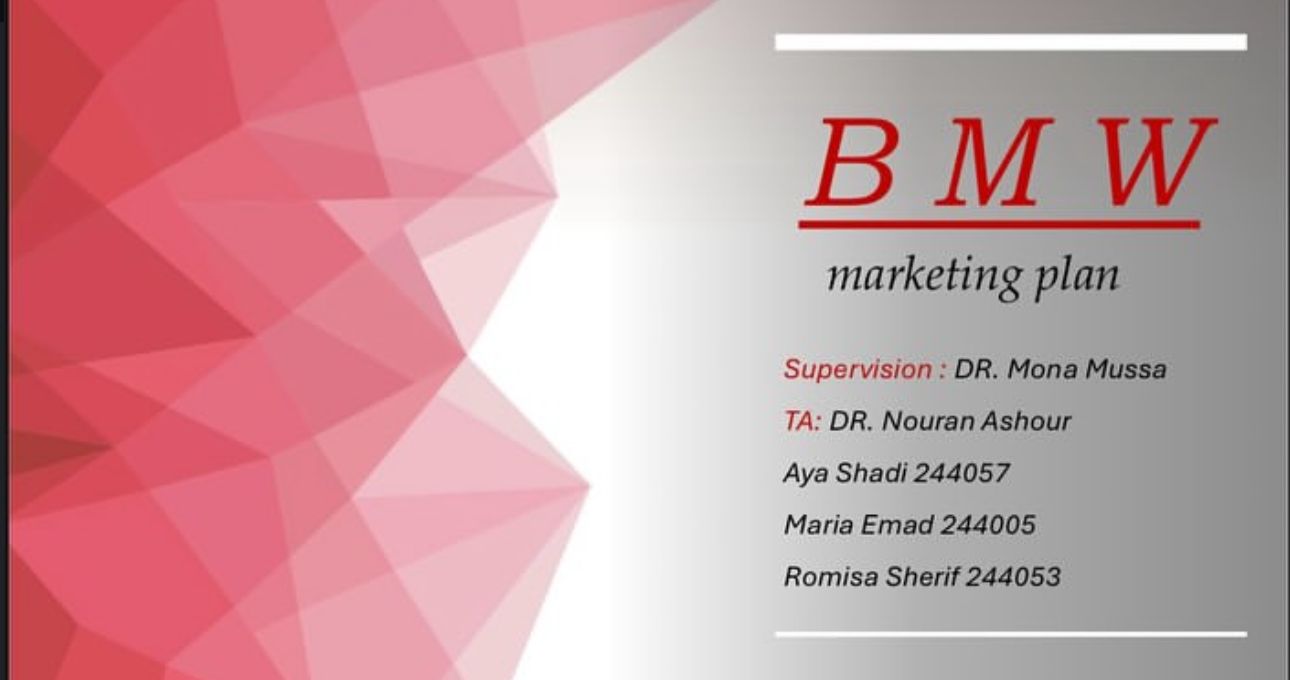 B M W
marketing plan
Supervision : DR. Mona Mussa
TA: DR. Nouran Ashour
Aya Shadi 244057
Maria Emad 244005
Romisa Sherif 244053